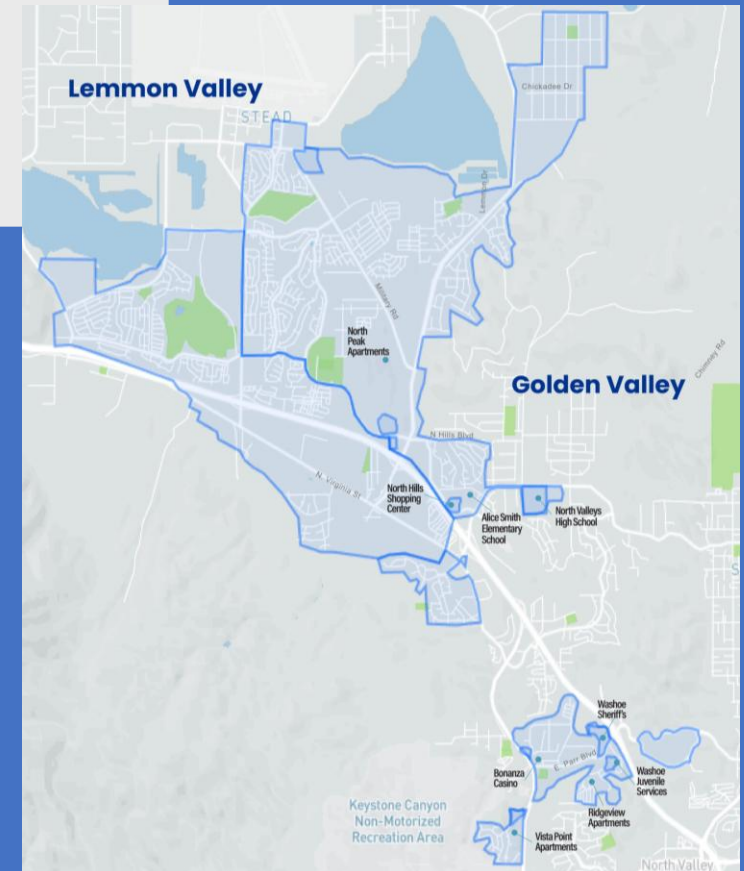 Lemmon Valley
STEAD
Chickadee Dr
Lemmon Dr
Military Rd
North
Peak
Apartments
Chimney Rd
Golden Valley
N Hills Blvd
N. Virginia St
North Hills
Shopping
Center
Alice Smith
Elementary
School
North Valleys
High School
S
Washoe
Sheriff's
E. Parr Blvd
Bonanza
Casino
Washoe
Juvenile
Services
Ridgeview
Apartments
Keystone Canyon
Non-Motorized
Recreation Area
Vista Point
Apartments
North Valley